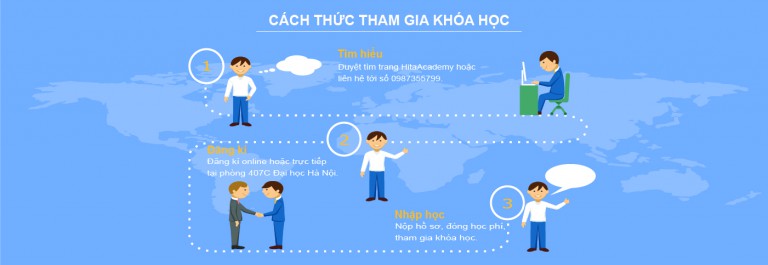 CÁCH THỨC THAM GIA KHÓA HỌC
1
Tìm hiểu
Duyệt tìm trang HitaAcademy hoặc
liên hệ tới số 0987355799.
2
Đăng kí
Đăng kí online hoặc trực tiếp
tại phòng 407C Đại học Hà Nội.
3
Nhập học
Nộp hồ sơ, đóng học phí,
tham gia khóa học.